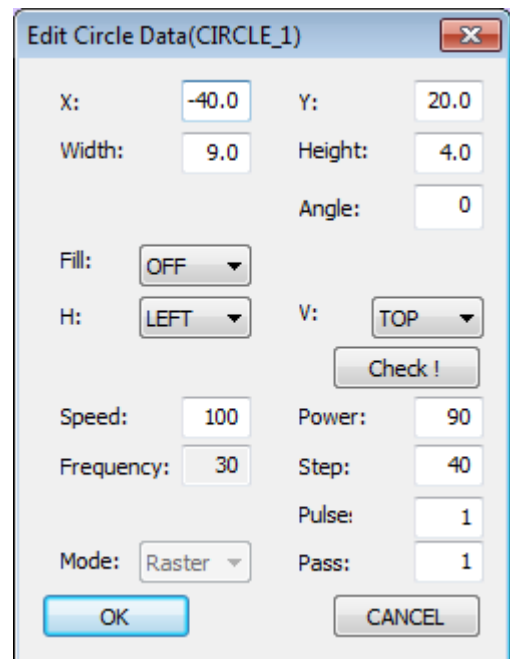 Edit Circle Data(CIRCLE_1)
X: -40.0 Y: 20.0
Width: 9.0 Height: 4.0
Angle: 0
Fill: OFF
H: LEFT V: TOP
Check !
Speed: 100 Power: 90
Frequency: 30 Step: 40
Pulse: 1
Mode: Raster Pass: 1
OK CANCEL